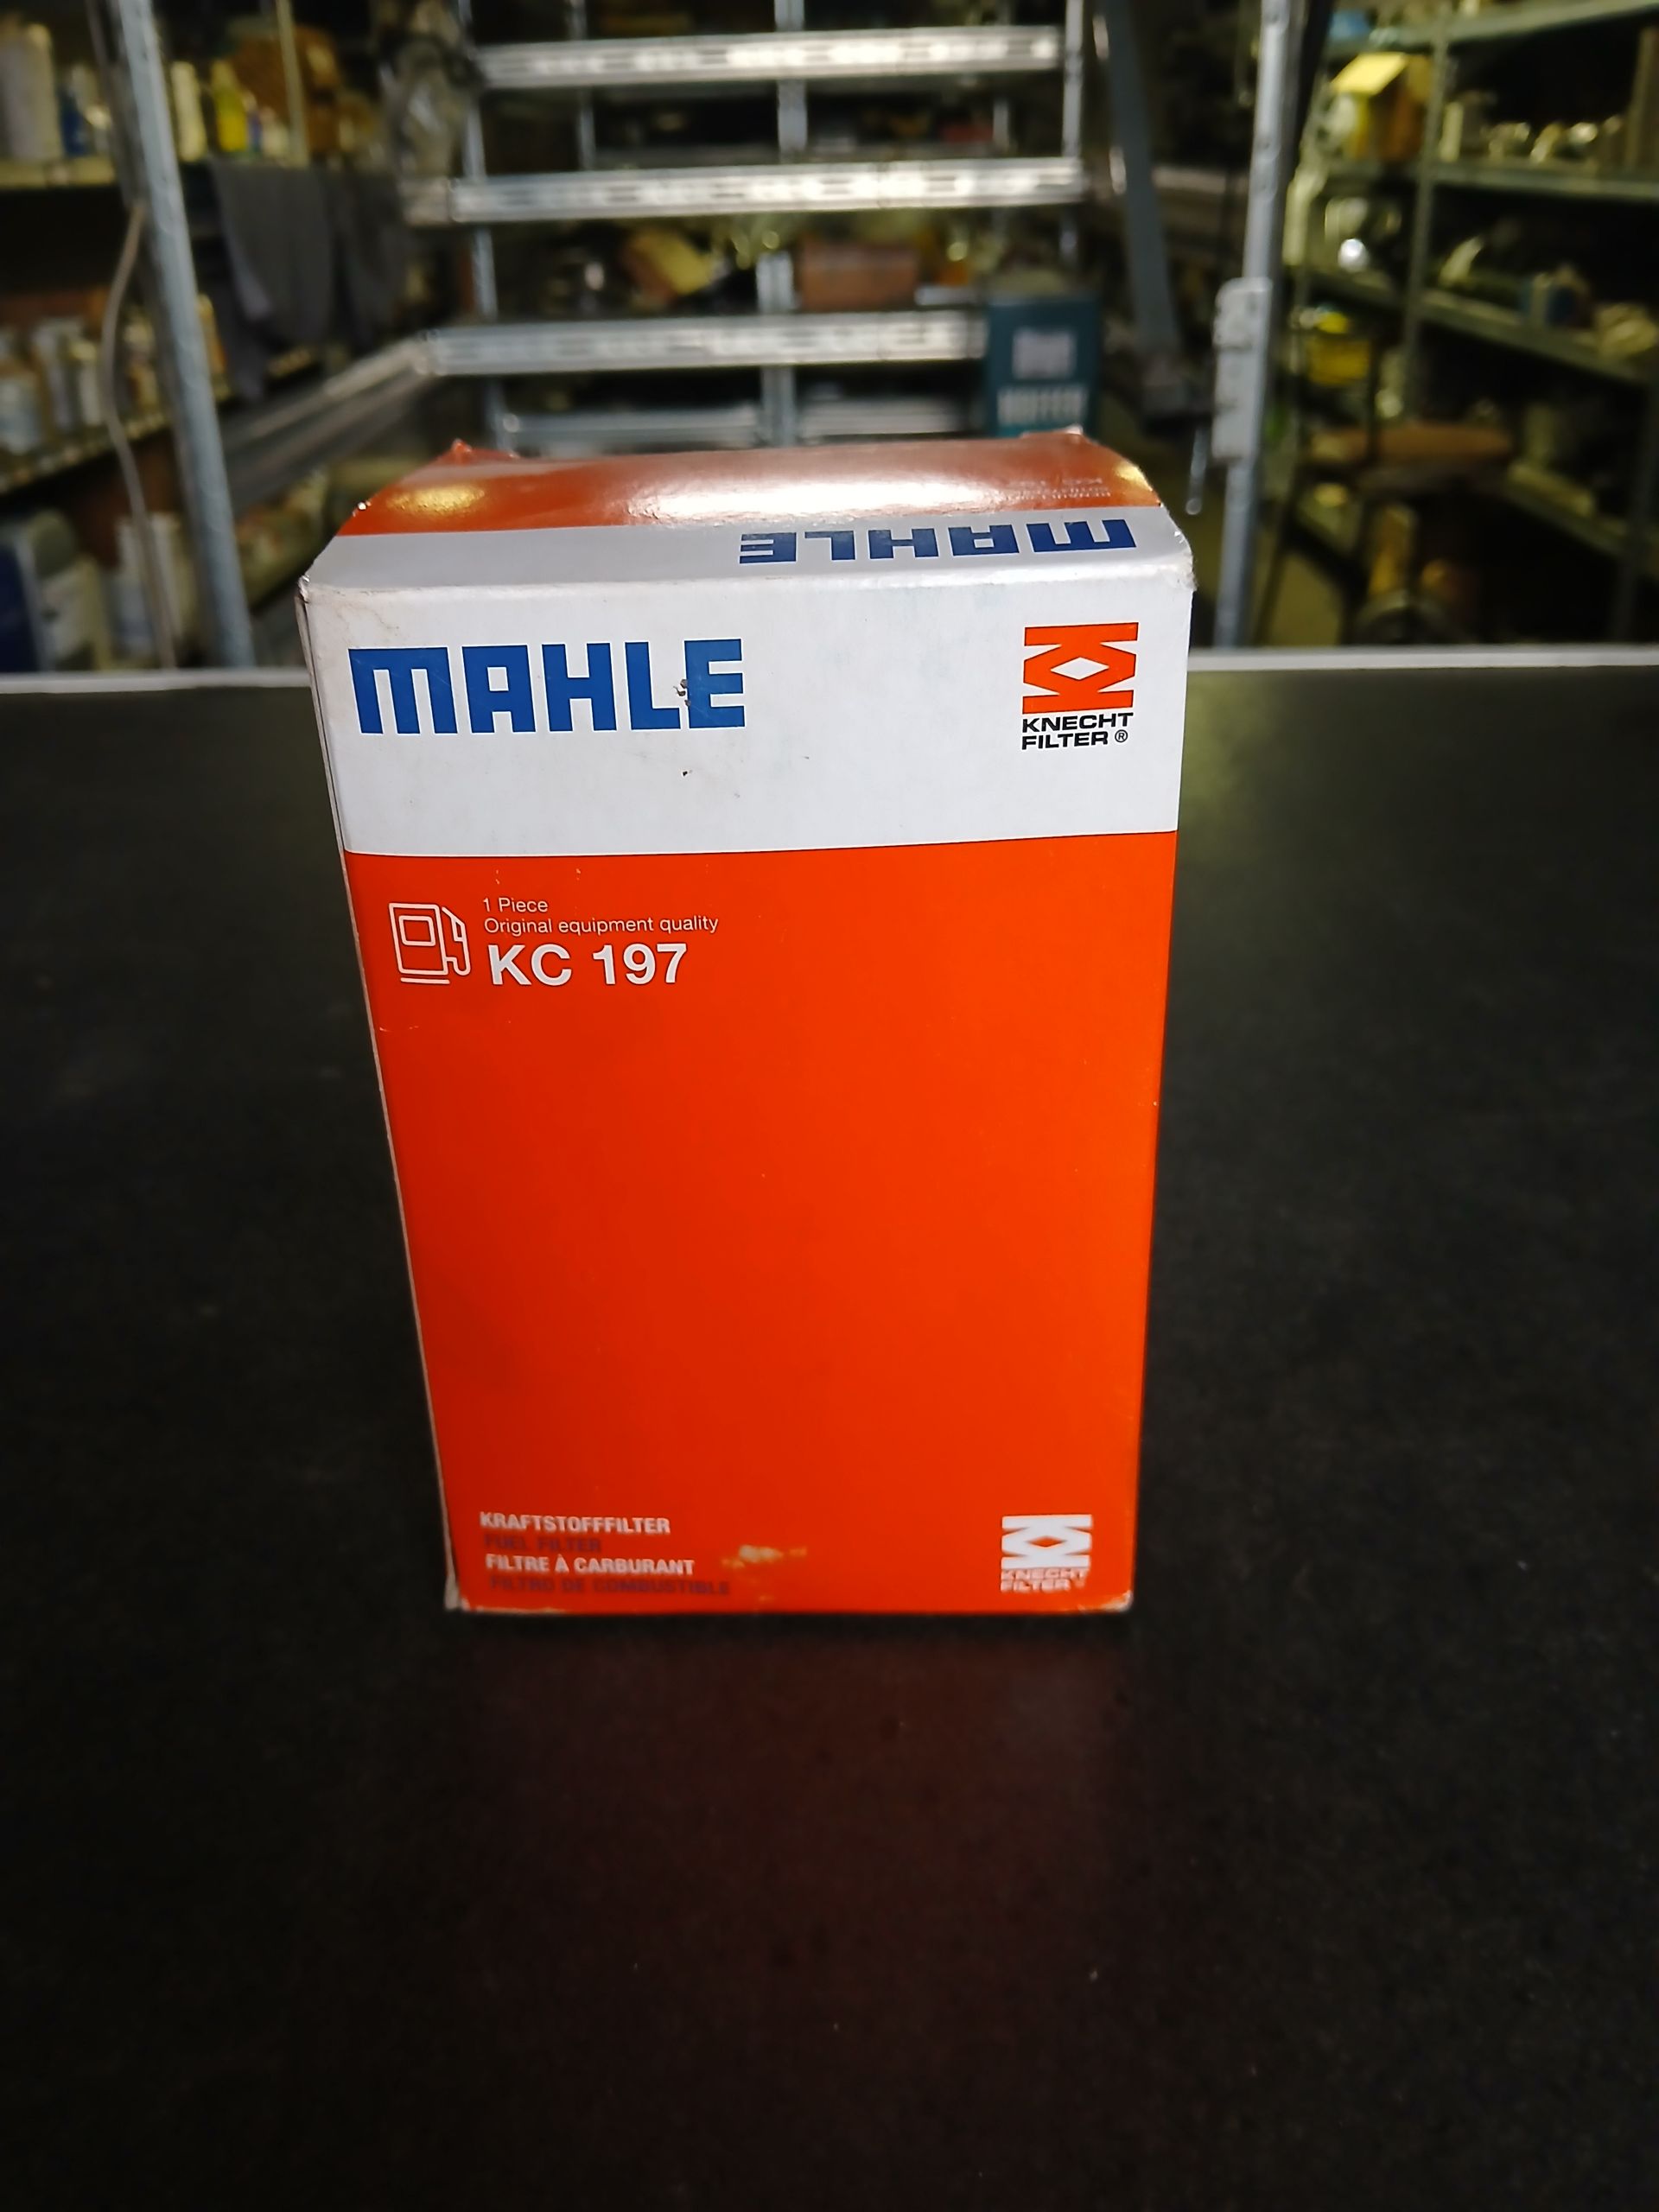 MAHLE
MAHLE
KNECHT
FILTER ®
1 Piece
Original equipment quality
KC 197
KRAFTSTOFFFILTER
FUEL FILTER
FILTRE À CARBURANT
FILTRO DE COMBUSTIBLE
KNECHT
FILTER